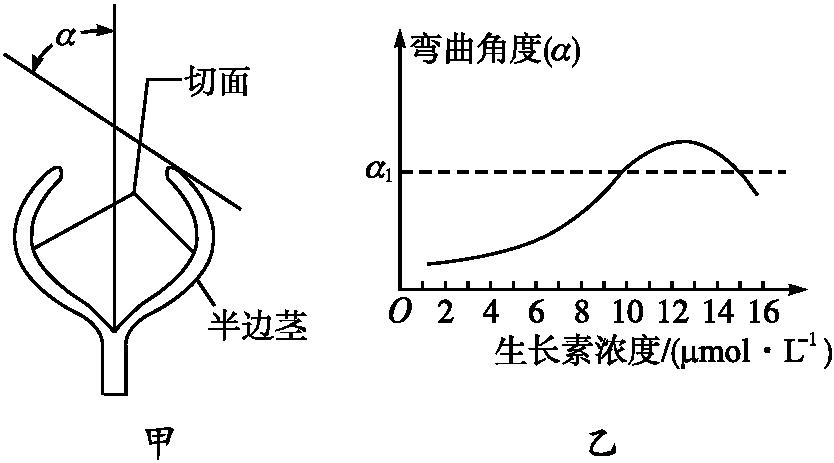 α
切面
半边茎
甲
弯曲角度(α)
α₁
O 2 4 6 8 10 12 14 16
生长素浓度/(μmol·L⁻¹)
乙